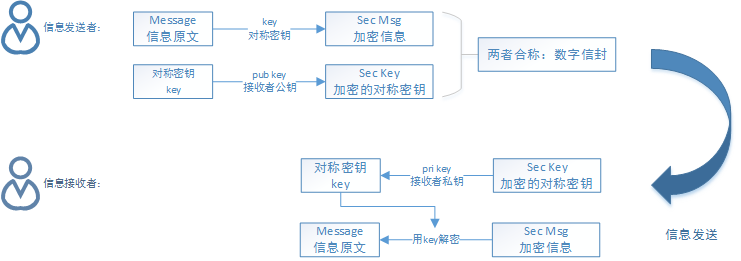 信息发送者：
Message
信息原文
key
对称密钥
Sec Msg
加密信息
对称密钥
key
pub key
接收者公钥
Sec Key
加密的对称密钥
两者合称：数字信封
信息接收者：
对称密钥
key
pri key
接收者私钥
Sec Key
加密的对称密钥
Message
信息原文
用key解密
Sec Msg
加密信息
信息发送